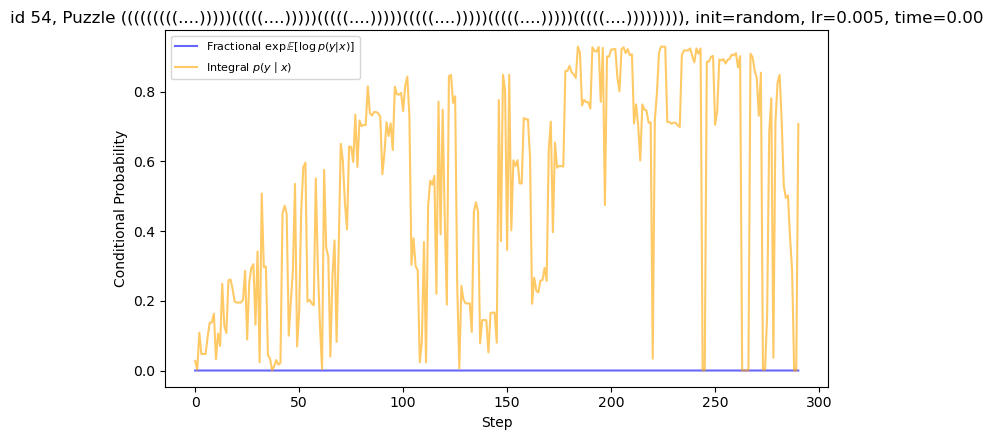 id 54, Puzzle (((((((((....)))))(((((....)))))(((((....)))))(((((....)))))(((((....)))))(((((....))))))))), init=random, lr=0.005, time=0.00
Fractional exp𝔼[log p(y|x)]
Integral p(y | x)
Conditional Probability
0.8
0.6
0.4
0.2
0.0
0 50 100 150 200 250 300
Step